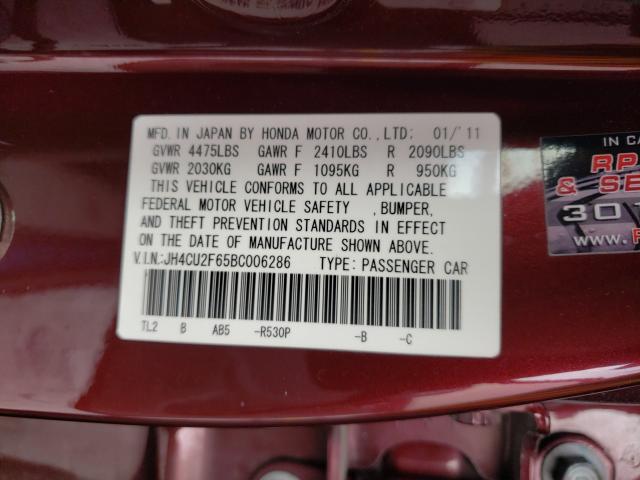 MFD. IN JAPAN BY HONDA MOTOR CO., LTD: 01/'11
GVWR 4475LBS GAWR F 2410LBS R 2090LBS
GVWR 2030KG GAWR F 1095KG R 950KG
THIS VEHICLE CONFORMS TO ALL APPLICABLE
FEDERAL MOTOR VEHICLE SAFETY , BUMPER,
AND THEFT PREVENTION STANDARDS IN EFFECT
ON THE DATE OF MANUFACTURE SHOWN ABOVE.
V.I.N.:JH4CU2F65BC006286 TYPE: PASSENGER CAR
TL2 B AB5 -R530P -B -C
IN CA
RP
& SE
301
www.